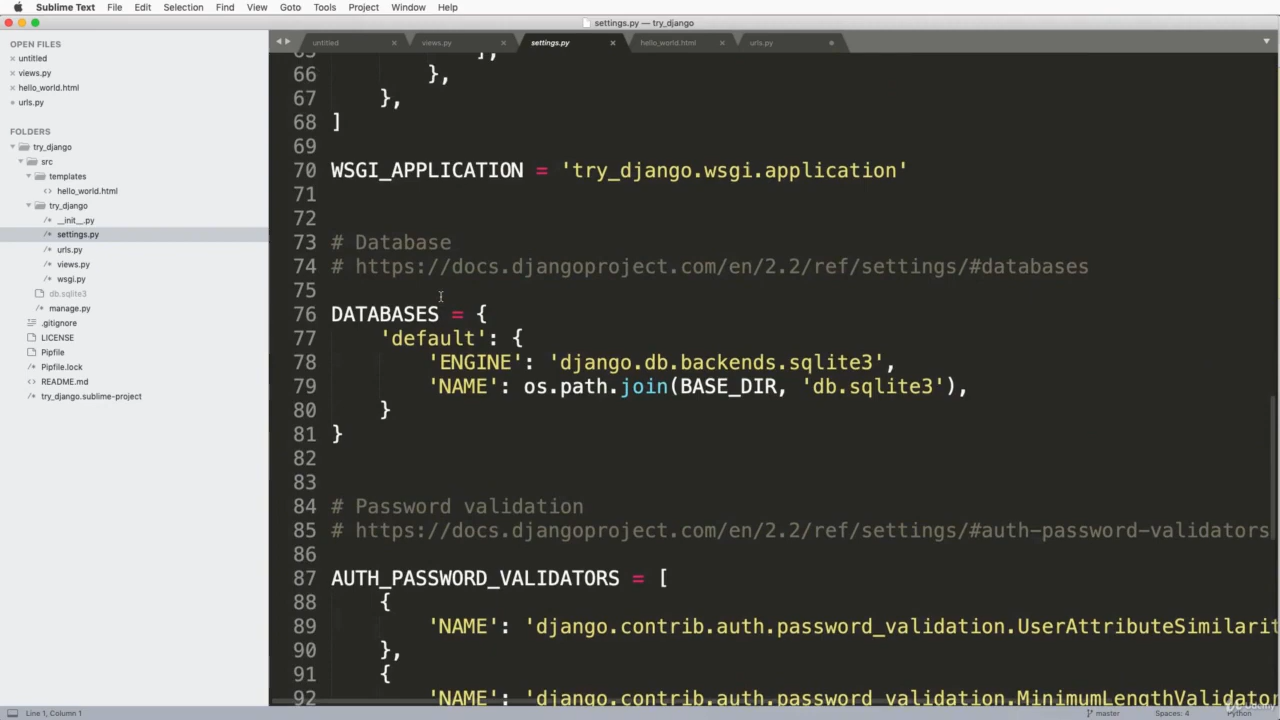 Sublime Text File Edit Selection Find View Goto Tools Project Window Help
settings.py — try_django
OPEN FILES
untitled
views.py
hello_world.html
urls.py
FOLDERS
try_django
src
templates
<> hello_world.html
try_django
/* __init__.py
/* settings.py
/* urls.py
/* views.py
/* wsgi.py
db.sqlite3
/* manage.py
.gitignore
LICENSE
Pipfile
Pipfile.lock
README.md
try_django.sublime-project
untitled views.py settings.py hello_world.html urls.py
65 ],
66 },
67 },
68 ]
69
70 WSGI_APPLICATION = 'try_django.wsgi.application'
71
72
73 # Database
74 # https://docs.djangoproject.com/en/2.2/ref/settings/#databases
75
76 DATABASES = {
77 'default': {
78 'ENGINE': 'django.db.backends.sqlite3',
79 'NAME': os.path.join(BASE_DIR, 'db.sqlite3'),
80 }
81 }
82
83
84 # Password validation
85 # https://docs.djangoproject.com/en/2.2/ref/settings/#auth-password-validators
86
87 AUTH_PASSWORD_VALIDATORS = [
88 {
89 'NAME': 'django.contrib.auth.password_validation.UserAttributeSimilarit
90 },
91 {
92 'NAME': 'django.contrib.auth.password_validation.MinimumLengthValidator
Line 1, Column 1 master Spaces: 4 Python
Udemy